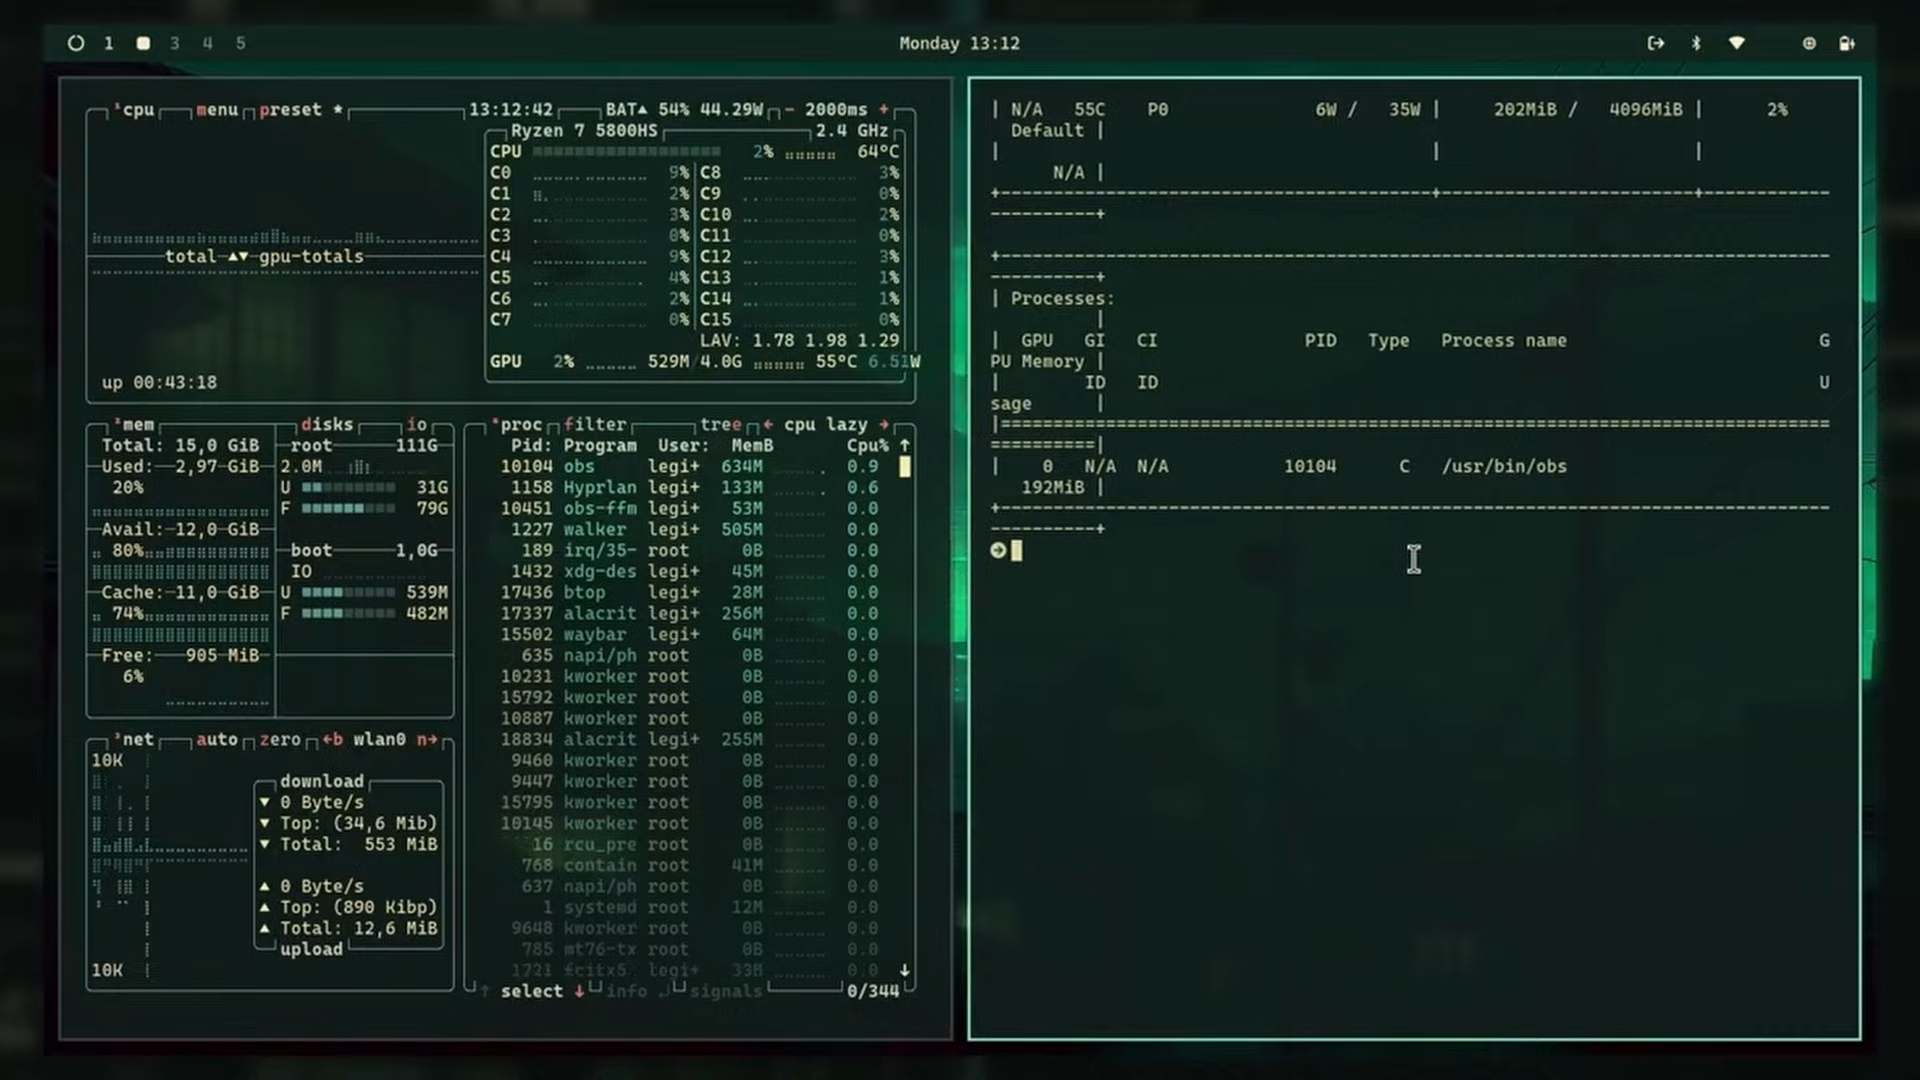 1 3 4 5
Monday 13:12
¹cpu menu preset * 13:12:42 BAT▲ 54% 44.29W - 2000ms +
Ryzen 7 5800HS 2.4 GHz
CPU 2% 64°C
C0 9% C8 3%
C1 2% C9 0%
C2 3% C10 2%
C3 0% C11 0%
C4 9% C12 3%
C5 4% C13 1%
C6 2% C14 1%
C7 0% C15 0%
LAV: 1.78 1.98 1.29
GPU 2% 529M/4.0G 55°C 6.51W
total ▲▼ gpu-totals
up 00:43:18
mem disks io
Total: 15,0 GiB
Used: 2,97 GiB
20%
Avail: 12,0 GiB
80%
Cache: 11,0 GiB
74%
Free: 905 MiB
6%
root 111G
2.0M
U 31G
F 79G
boot 1,0G
IO
U 539M
F 482M
net auto zero ←b wlan0 n→
10K
download
▼ 0 Byte/s
▼ Top: (34,6 Mib)
▼ Total: 553 MiB
▲ 0 Byte/s
▲ Top: (890 Kibp)
▲ Total: 12,6 MiB
upload
10K
proc filter tree ← cpu lazy →
Pid: Program User: MemB Cpu% ↑
10104 obs legi+ 634M 0.9
1158 Hyprlan legi+ 133M 0.6
10451 obs-ffm legi+ 53M 0.0
1227 walker legi+ 505M 0.0
189 irq/35- root 0B 0.0
1432 xdg-des legi+ 45M 0.0
17436 btop legi+ 28M 0.0
17337 alacrit legi+ 256M 0.0
15502 waybar legi+ 64M 0.0
635 napi/ph root 0B 0.0
10231 kworker root 0B 0.0
15792 kworker root 0B 0.0
10887 kworker root 0B 0.0
18834 alacrit legi+ 255M 0.0
9460 kworker root 0B 0.0
9447 kworker root 0B 0.0
15795 kworker root 0B 0.0
10145 kworker root 0B 0.0
16 rcu_pre root 0B 0.0
768 contain root 41M 0.0
637 napi/ph root 0B 0.0
1 systemd root 12M 0.0
9648 kworker root 0B 0.0
785 mt76-tx root 0B 0.0
1721 fcitx5 legi+ 33M 0.0
↑ select ↓ info signals 0/344
| N/A 55C P0 6W / 35W | 202MiB / 4096MiB | 2%
Default |
| | |
N/A |
+-----------------------------------------+------------------------+------------
----------+
+-------------------------------------------------------------------------------
----------+
| Processes:
|
| GPU GI CI PID Type Process name G
PU Memory |
| ID ID U
sage |
|===============================================================================
==========|
| 0 N/A N/A 10104 C /usr/bin/obs
192MiB |
+-------------------------------------------------------------------------------
----------+